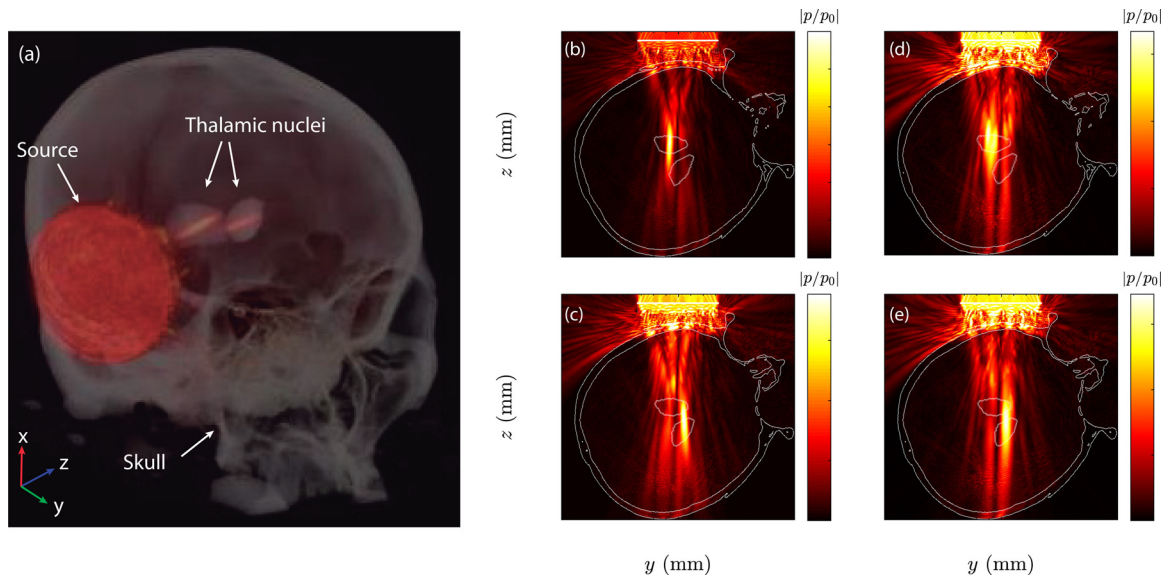 (a)
Source
Thalamic nuclei
Skull
x
z
y
(b)
|p/p₀|
(d)
|p/p₀|
z (mm)
(c)
|p/p₀|
(e)
|p/p₀|
z (mm)
y (mm)
y (mm)